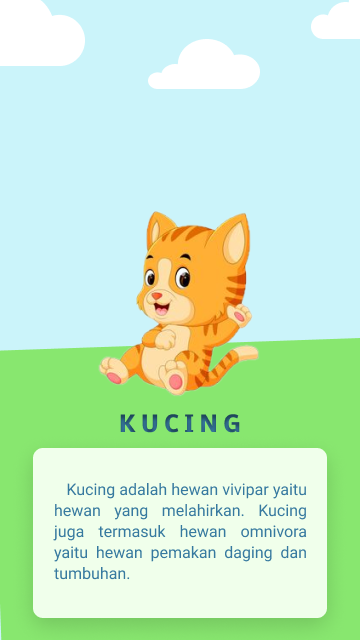 KUCING
Kucing adalah hewan vivipar yaitu
hewan yang melahirkan. Kucing
juga termasuk hewan omnivora
yaitu hewan pemakan daging dan
tumbuhan.